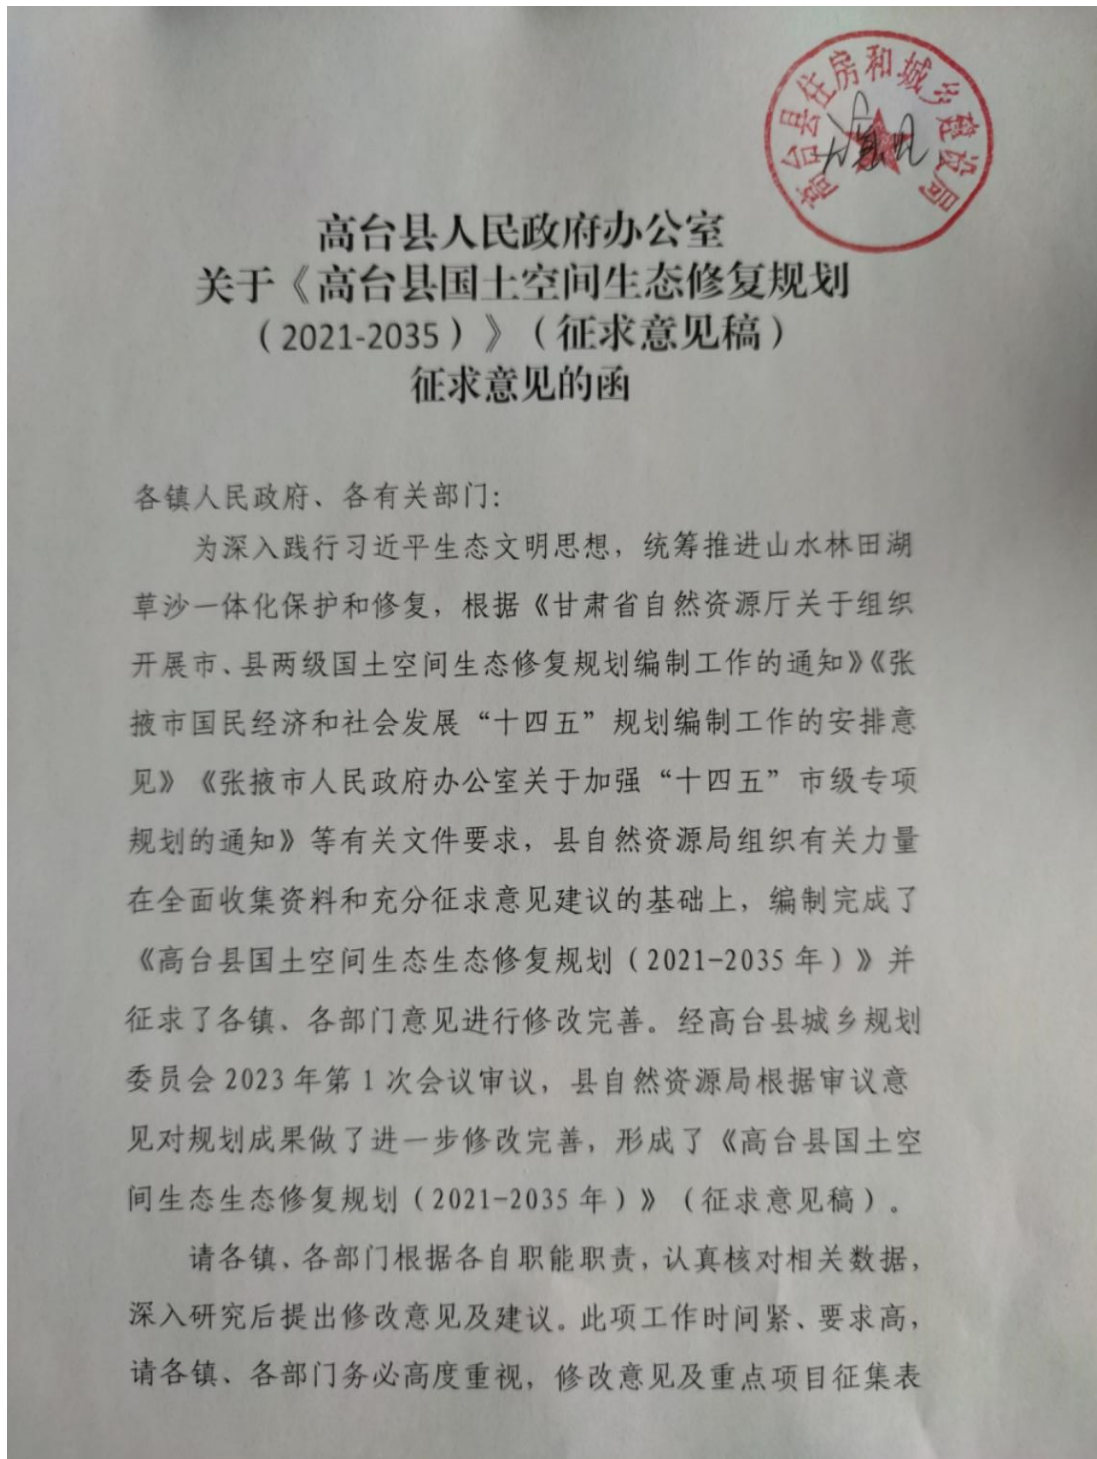 高台县住房和城乡建设局
高台县人民政府办公室
关于《高台县国土空间生态修复规划
（2021-2035）》（征求意见稿）
征求意见的函
各镇人民政府、各有关部门：
为深入践行习近平生态文明思想，统筹推进山水林田湖
草沙一体化保护和修复，根据《甘肃省自然资源厅关于组织
开展市、县两级国土空间生态修复规划编制工作的通知》《张
掖市国民经济和社会发展“十四五”规划编制工作的安排意
见》《张掖市人民政府办公室关于加强“十四五”市级专项
规划的通知》等有关文件要求，县自然资源局组织有关力量
在全面收集资料和充分征求意见建议的基础上，编制完成了
《高台县国土空间生态生态修复规划（2021-2035 年）》并
征求了各镇、各部门意见进行修改完善。经高台县城乡规划
委员会 2023 年第 1 次会议审议，县自然资源局根据审议意
见对规划成果做了进一步修改完善，形成了《高台县国土空
间生态生态修复规划（2021-2035 年）》（征求意见稿）。
请各镇、各部门根据各自职能职责，认真核对相关数据，
深入研究后提出修改意见及建议。此项工作时间紧、要求高，
请各镇、各部门务必高度重视，修改意见及重点项目征集表